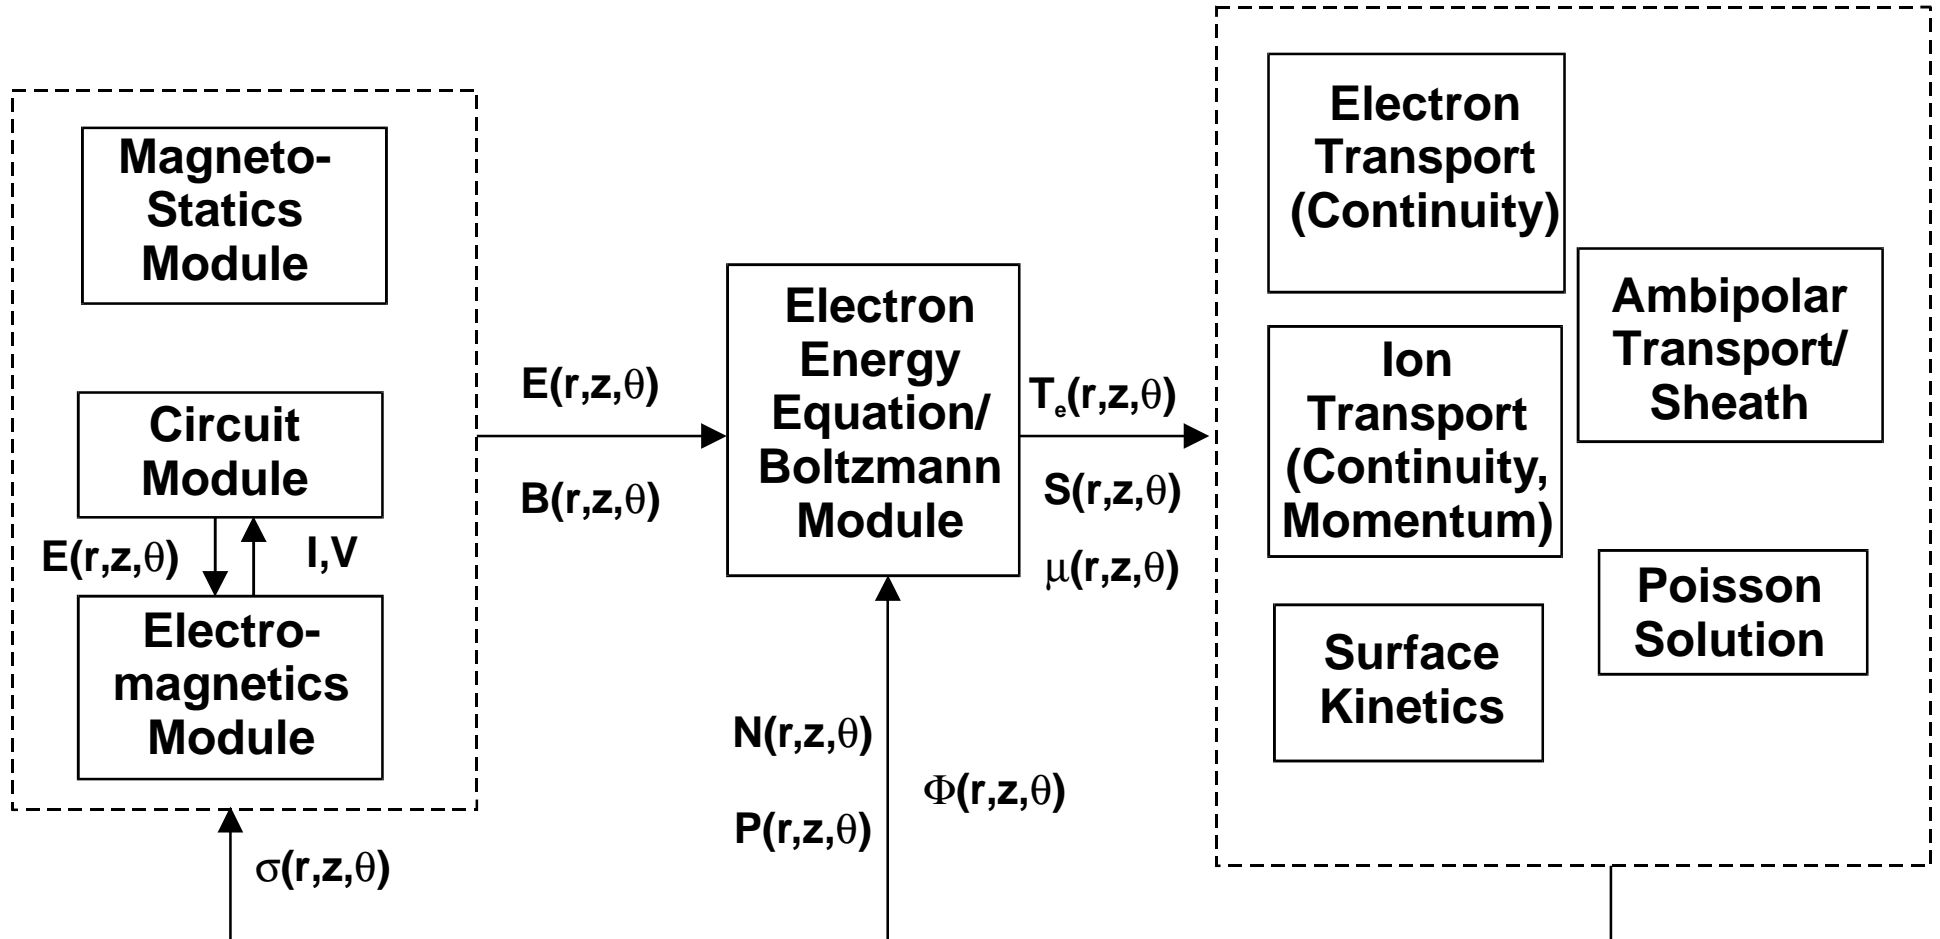 Magneto-
Statics
Module
Circuit
Module
E(r,z,θ)
I,V
Electro-
magnetics
Module
σ(r,z,θ)
E(r,z,θ)
B(r,z,θ)
Electron
Energy
Equation/
Boltzmann
Module
N(r,z,θ)
P(r,z,θ)
Φ(r,z,θ)
Te(r,z,θ)
S(r,z,θ)
μ(r,z,θ)
Electron
Transport
(Continuity)
Ion
Transport
(Continuity,
Momentum)
Surface
Kinetics
Ambipolar
Transport/
Sheath
Poisson
Solution